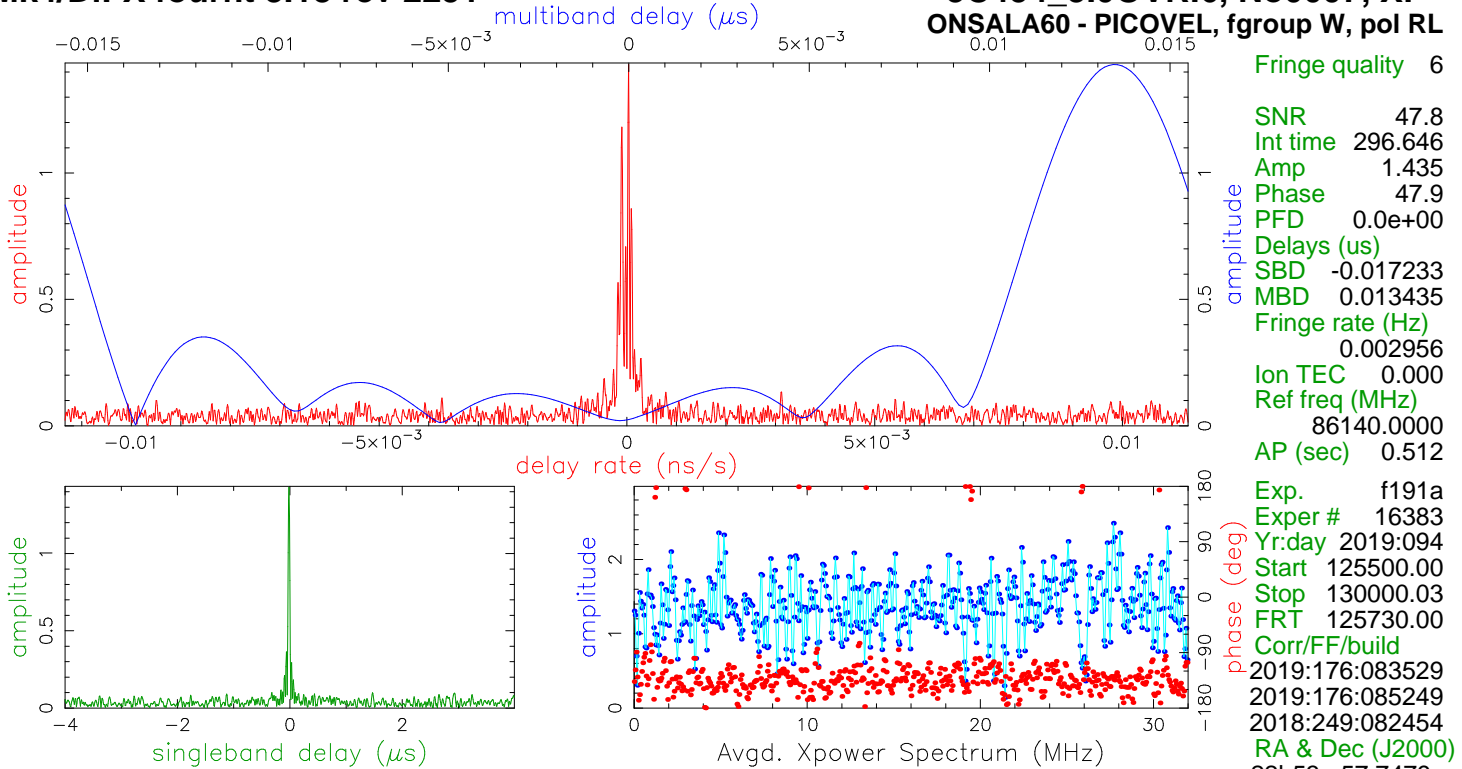 multiband delay (μs)
ONSALA60 - PICOVEL, fgroup W, pol RL
−0.015 −0.01 −5×10⁻³ 0 5×10⁻³ 0.01 0.015
Fringe quality 6
SNR 47.8
Int time 296.646
Amp 1.435
Phase 47.9
PFD 0.0e+00
Delays (us)
SBD -0.017233
MBD 0.013435
Fringe rate (Hz)
0.002956
Ion TEC 0.000
Ref freq (MHz)
86140.0000
AP (sec) 0.512
Exp. f191a
Exper # 16383
Yr:day 2019:094
Start 125500.00
Stop 130000.03
FRT 125730.00
Corr/FF/build
2019:176:083529
2019:176:085249
2018:249:082454
RA & Dec (J2000)
amplitude
0 0.5 1
amplitude
0 0.5 1
−0.01 −5×10⁻³ 0 5×10⁻³ 0.01
delay rate (ns/s)
amplitude
0 0.5 1
−4 −2 0 2
singleband delay (μs)
amplitude
0 1 2
phase (deg)
−180 −90 0 90 180
0 10 20 30
Avgd. Xpower Spectrum (MHz)